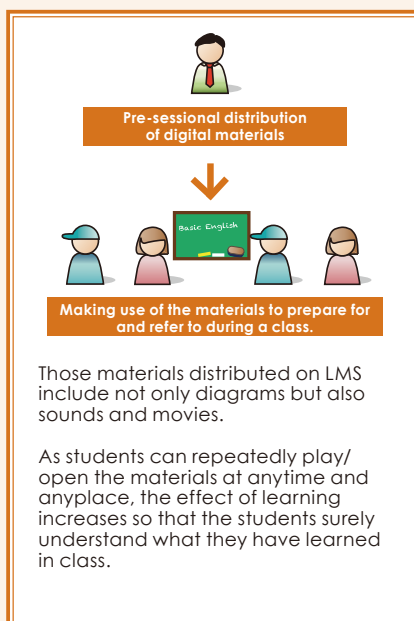 Pre-sessional distribution
of digital materials
Basic English
Making use of the materials to prepare for
and refer to during a class.
Those materials distributed on LMS
include not only diagrams but also
sounds and movies.
As students can repeatedly play/
open the materials at anytime and
anyplace, the effect of learning
increases so that the students surely
understand what they have learned
in class.